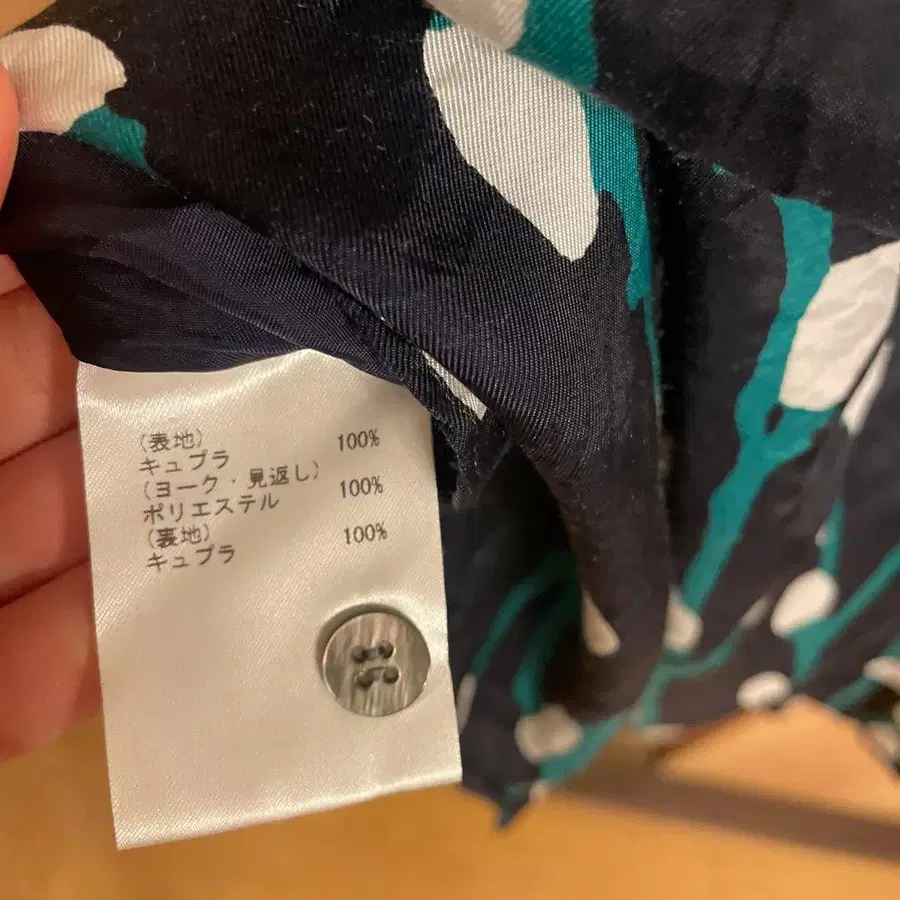 (表地)
キュプラ 100%
(ヨーク・見返し)
ポリエステル 100%
(裏地)
キュプラ 100%